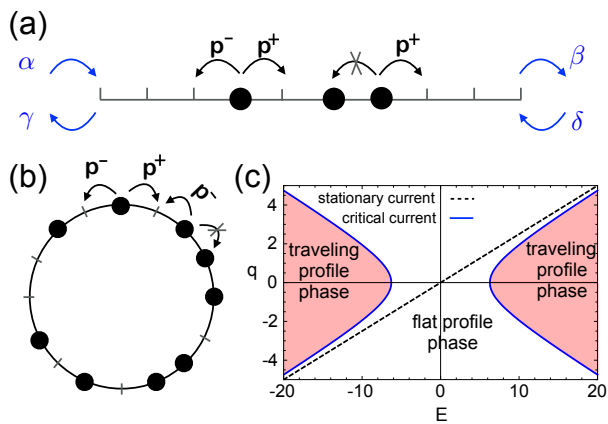 (a)
p⁻ p⁺ p⁺
α β
γ δ
(b)
p⁻ p⁺ p⁻
(c)
stationary current
critical current
traveling profile phase
traveling profile phase
flat profile phase
q
4
2
0
-2
-4
-20 -10 0 10 20
E